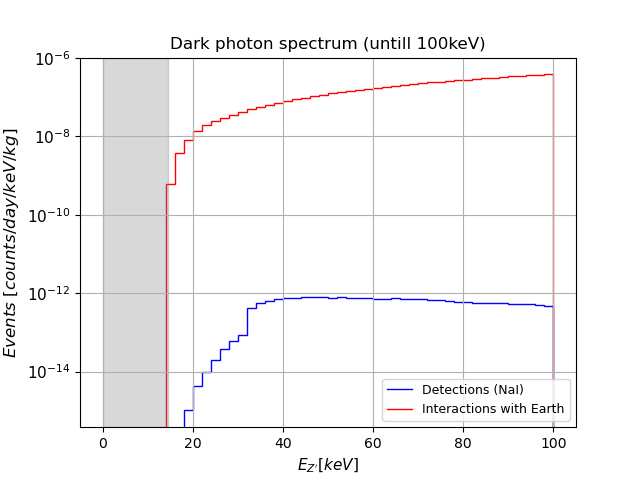 Dark photon spectrum (untill 100keV)
Events [counts/day/keV/kg]
10⁻⁶
10⁻⁸
10⁻¹⁰
10⁻¹²
10⁻¹⁴
Detections (NaI)
Interactions with Earth
0 20 40 60 80 100
E_{Z'}[keV]